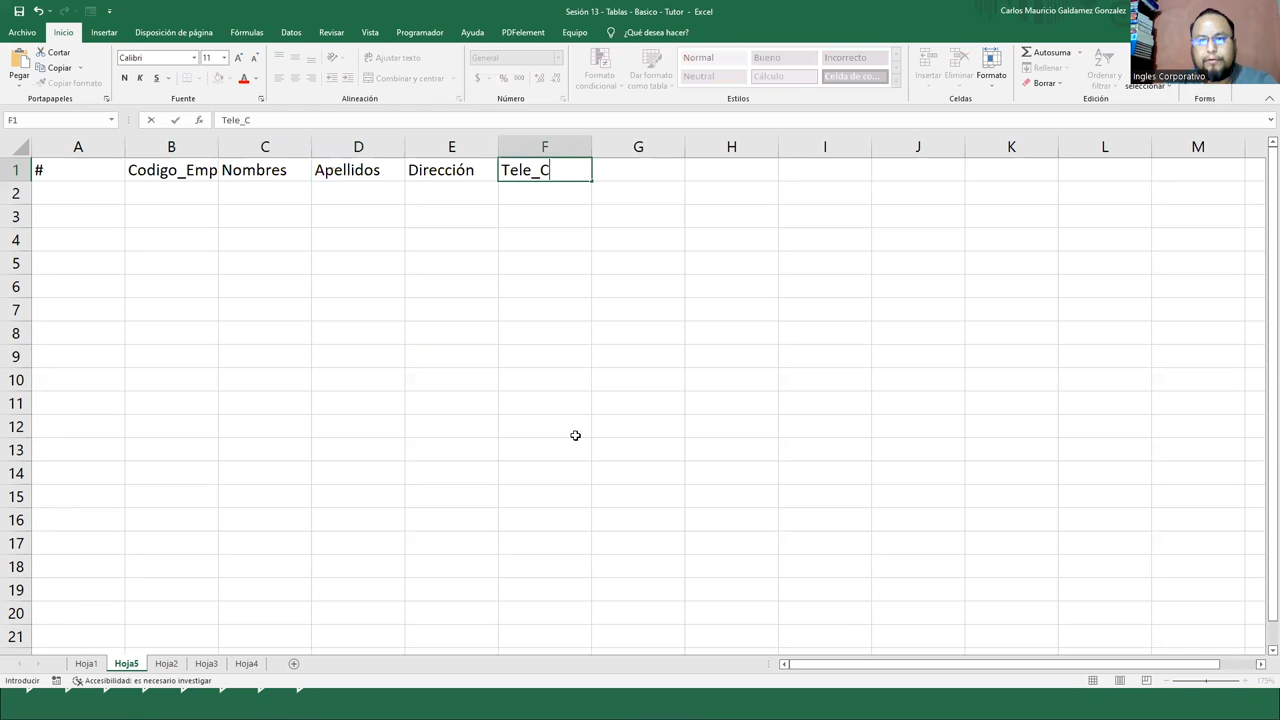 Sesión 13 - Tablas - Basico - Tutor - Excel
Carlos Mauricio Galdamez Gonzalez
Archivo Inicio Insertar Disposición de página Fórmulas Datos Revisar Vista Programador Ayuda PDFelement Equipo ¿Qué desea hacer?
Pegar
Cortar
Copiar
Copiar formato
Portapapeles
Calibri 11
N K S
Fuente
Ajustar texto
Combinar y centrar
Alineación
$ % 000
Número
Formato condicional
Dar formato como tabla
Normal Bueno Incorrecto
Neutral Cálculo Celda de co...
Estilos
Insertar Eliminar Formato
Celdas
Autosuma
Rellenar
Borrar
Ordenar y filtrar
seleccionar
Edición
Forms
Ingles Corporativo
F1 Tele_C
A B C D E F G H I J K L M
1 # Codigo_Emp Nombres Apellidos Dirección Tele_C
2
3
4
5
6
7
8
9
10
11
12
13
14
15
16
17
18
19
20
21
Hoja1 Hoja5 Hoja2 Hoja3 Hoja4
Introducir Accesibilidad: es necesario investigar 175%